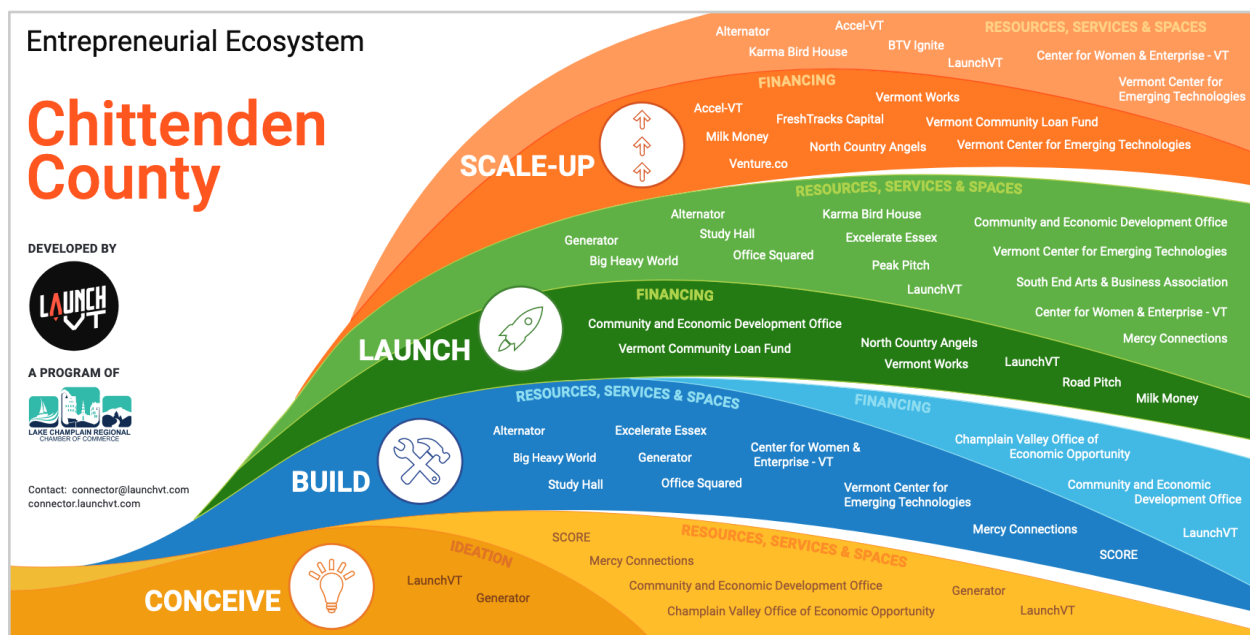 Entrepreneurial Ecosystem
Chittenden
County
DEVELOPED BY
LAUNCH
VT
A PROGRAM OF
LAKE CHAMPLAIN REGIONAL
CHAMBER OF COMMERCE
Contact: connector@launchvt.com
connector.launchvt.com
RESOURCES, SERVICES & SPACES
Alternator
Accel-VT
Karma Bird House
BTV Ignite
LaunchVT
Center for Women & Enterprise - VT
Vermont Center for
Emerging Technologies
SCALE-UP
FINANCING
Accel-VT
Vermont Works
FreshTracks Capital
Vermont Community Loan Fund
Milk Money
North Country Angels
Vermont Center for Emerging Technologies
Venture.co
RESOURCES, SERVICES & SPACES
Alternator
Karma Bird House
Community and Economic Development Office
Generator
Study Hall
Excelerate Essex
Vermont Center for Emerging Technologies
Big Heavy World
Office Squared
Peak Pitch
South End Arts & Business Association
LaunchVT
Center for Women & Enterprise - VT
Mercy Connections
LAUNCH
FINANCING
Community and Economic Development Office
Vermont Community Loan Fund
North Country Angels
Vermont Works
LaunchVT
Road Pitch
Milk Money
BUILD
RESOURCES, SERVICES & SPACES
Alternator
Excelerate Essex
Big Heavy World
Generator
Center for Women &
Enterprise - VT
Study Hall
Office Squared
Vermont Center for
Emerging Technologies
Mercy Connections
SCORE
FINANCING
Champlain Valley Office of
Economic Opportunity
Community and Economic
Development Office
LaunchVT
CONCEIVE
IDEATION
LaunchVT
Generator
RESOURCES, SERVICES & SPACES
SCORE
Mercy Connections
Community and Economic Development Office
Generator
Champlain Valley Office of Economic Opportunity
LaunchVT